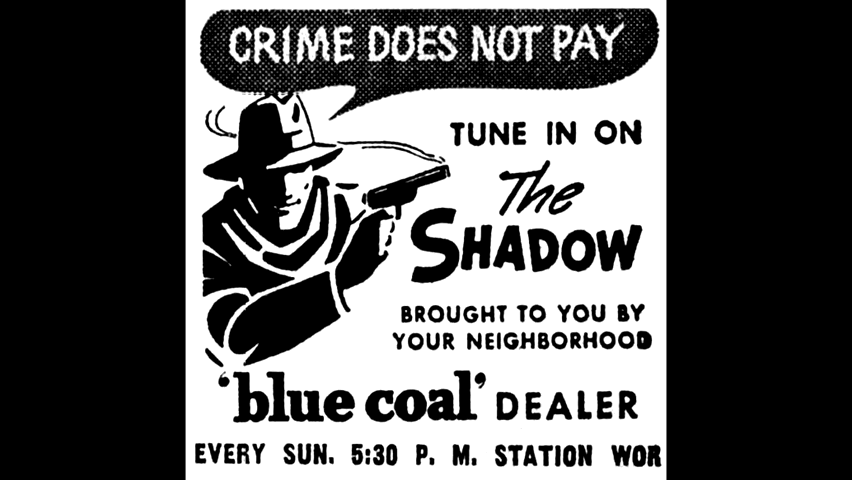 CRIME DOES NOT PAY
TUNE IN ON
The
SHADOW
BROUGHT TO YOU BY
YOUR NEIGHBORHOOD
'blue coal' DEALER
EVERY SUN. 5:30 P. M. STATION WOR